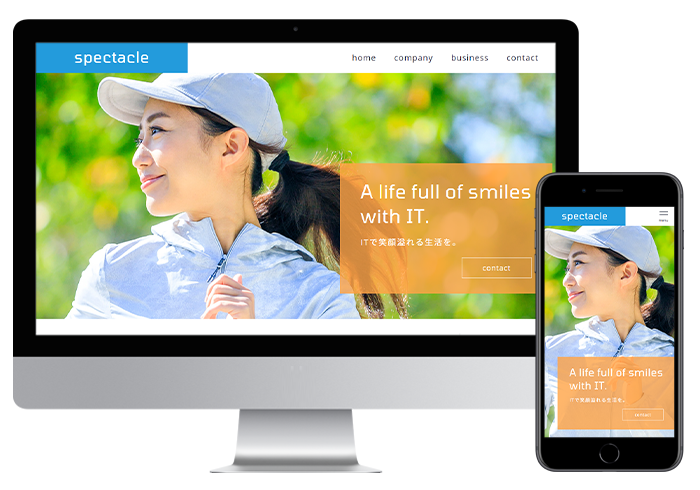 spectacle
home company business contact
A life full of smiles
with IT.
ITで笑顔溢れる生活を。
contact
spectacle
menu
A life full of smiles
with IT.
ITで笑顔溢れる生活を。
contact